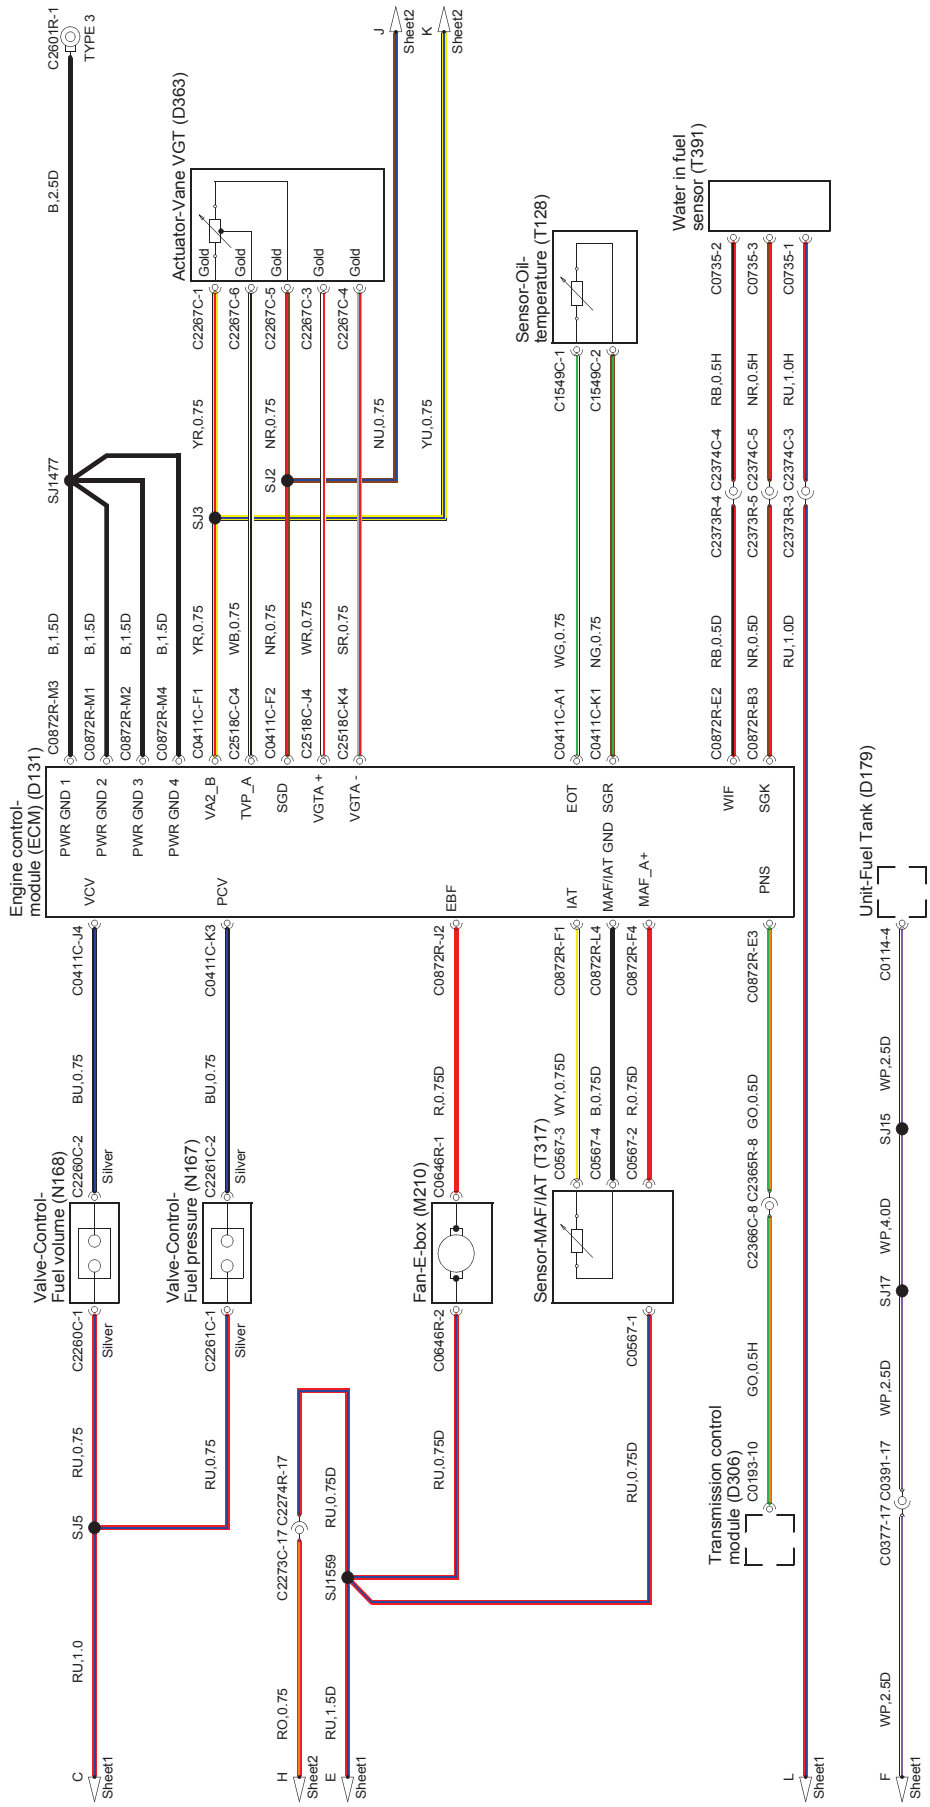 C2601R-1
TYPE 3
B,2.5D
SJ1477
B,1.5D
B,1.5D
B,1.5D
B,1.5D
C0872R-M3
C0872R-M1
C0872R-M2
C0872R-M4
Engine control-
module (ECM) (D131)
PWR GND 1
PWR GND 2
PWR GND 3
PWR GND 4
VA2_B
TVP_A
SGD
VGTA +
VGTA -
EOT
SGR
WIF
SGK
VCV
PCV
EBF
IAT
MAF/IAT GND
MAF_A+
PNS
Actuator-Vane VGT (D363)
Gold
Gold
Gold
Gold
Gold
C2267C-1
C2267C-6
C2267C-5
C2267C-3
C2267C-4
YR,0.75
NR,0.75
NU,0.75
YU,0.75
SJ3
SJ2
J
Sheet2
K
Sheet2
YR,0.75
WB,0.75
NR,0.75
WR,0.75
SR,0.75
C0411C-F1
C2518C-C4
C0411C-F2
C2518C-J4
C2518C-K4
Sensor-Oil-
temperature (T128)
C1549C-1
C1549C-2
WG,0.75
NG,0.75
C0411C-A1
C0411C-K1
Water in fuel
sensor (T391)
C0735-2
C0735-3
C0735-1
RB,0.5H
NR,0.5H
RU,1.0H
C2374C-4
C2374C-5
C2374C-3
C2373R-4
C2373R-5
C2373R-3
RB,0.5D
NR,0.5D
RU,1.0D
C0872R-E2
C0872R-B3
C0411C-J4
BU,0.75
C2260C-2
Silver
Valve-Control-
Fuel volume (N168)
C2260C-1
Silver
RU,0.75
SJ5
RU,1.0
C
Sheet1
C0411C-K3
BU,0.75
C2261C-2
Silver
Valve-Control-
Fuel pressure (N167)
C2261C-1
Silver
RU,0.75
C0872R-J2
R,0.75D
C0646R-1
Fan-E-box (M210)
C0646R-2
RU,0.75D
C2274R-17
C2273C-17
RO,0.75
H
Sheet2
RU,0.75D
SJ1559
RU,1.5D
E
Sheet1
C0872R-F1
C0872R-L4
C0872R-F4
WY,0.75D
B,0.75D
R,0.75D
C0567-3
C0567-4
C0567-2
Sensor-MAF/IAT (T317)
C0567-1
RU,0.75D
C0872R-E3
GO,0.5D
C2365R-8
C2366C-8
GO,0.5H
C0193-10
Transmission control
module (D306)
L
Sheet1
Unit-Fuel Tank (D179)
C0114-4
WP,2.5D
SJ15
WP,4.0D
SJ17
WP,2.5D
C0391-17
C0377-17
WP,2.5D
F
Sheet1